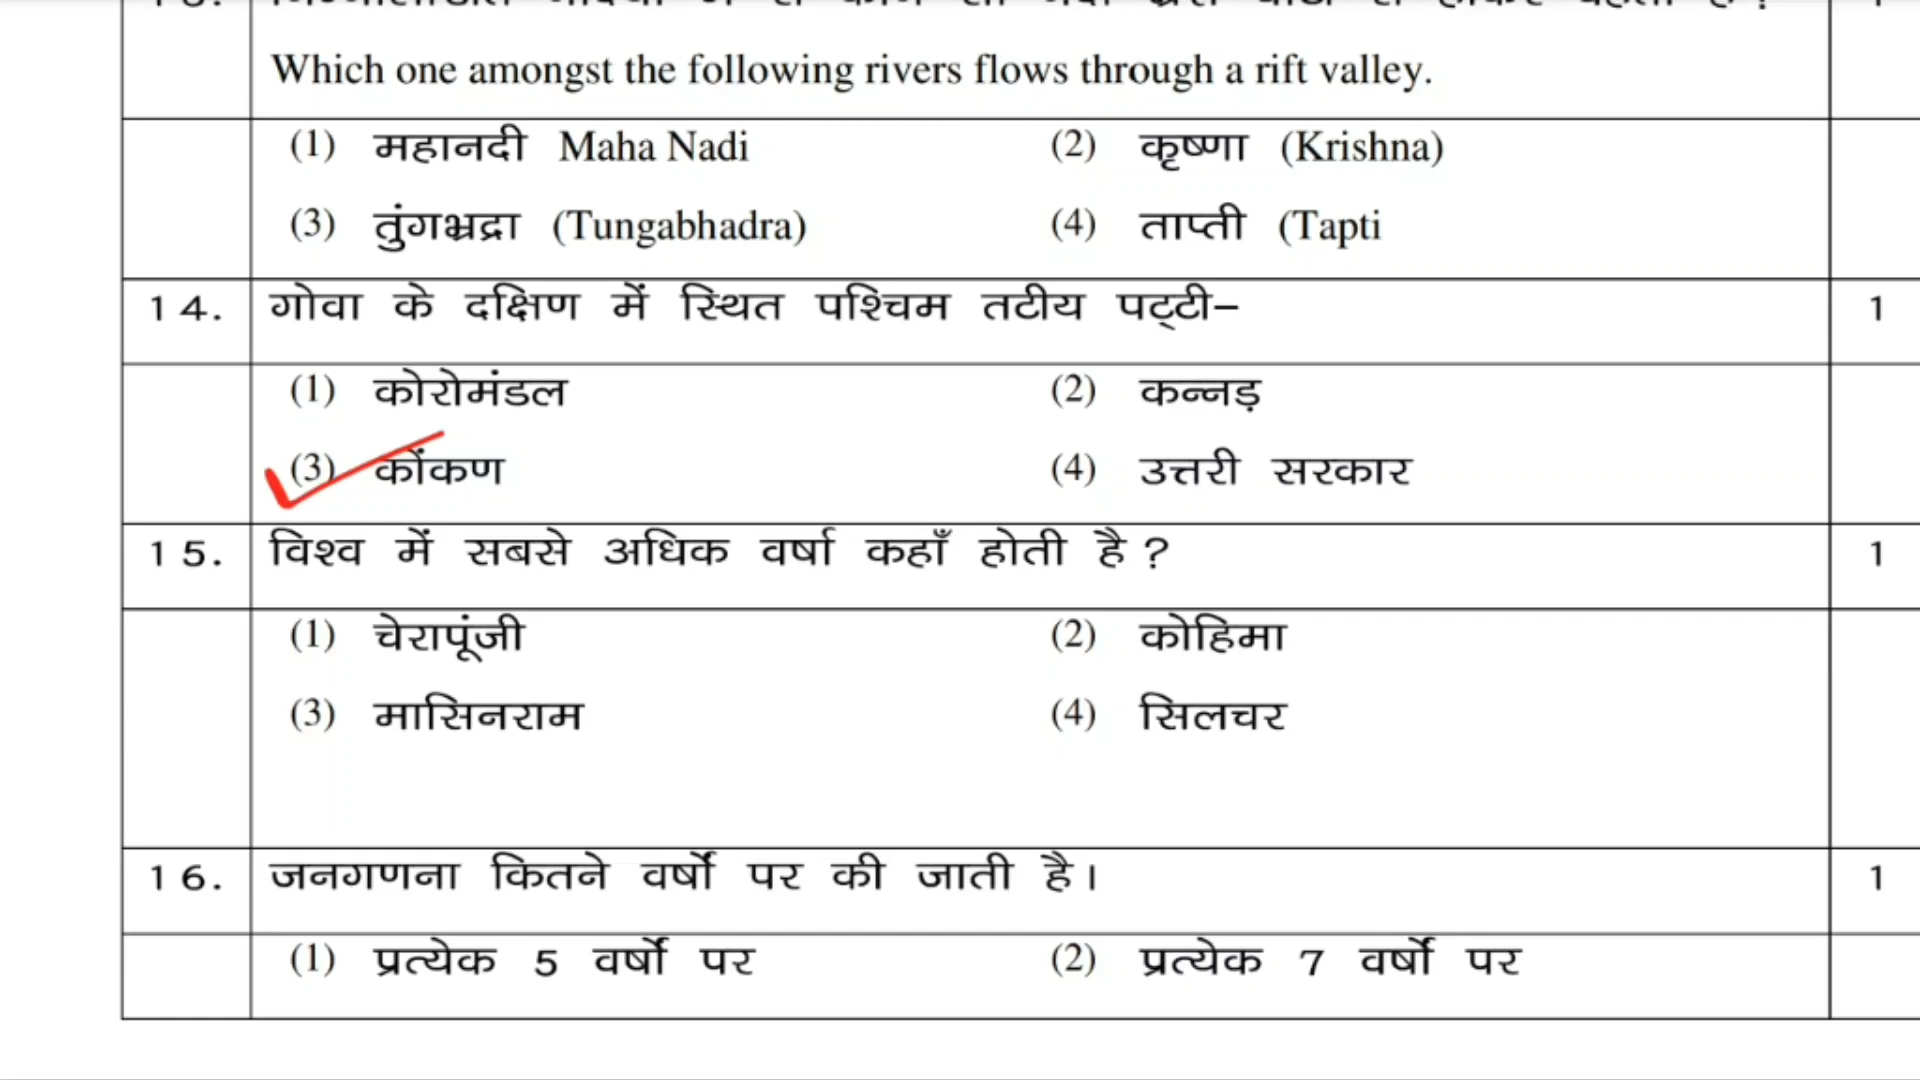 Which one amongst the following rivers flows through a rift valley.
(1) महानदी Maha Nadi (2) कृष्णा (Krishna)
(3) तुंगभद्रा (Tungabhadra) (4) ताप्ती (Tapti
14. गोवा के दक्षिण में स्थित पश्चिम तटीय पट्टी– 1
(1) कोरोमंडल (2) कन्नड़
(3) कोंकण (4) उत्तरी सरकार
15. विश्व में सबसे अधिक वर्षा कहाँ होती है ? 1
(1) चेरापूंजी (2) कोहिमा
(3) मासिनराम (4) सिलचर
16. जनगणना कितने वर्षों पर की जाती है। 1
(1) प्रत्येक 5 वर्षों पर (2) प्रत्येक 7 वर्षों पर